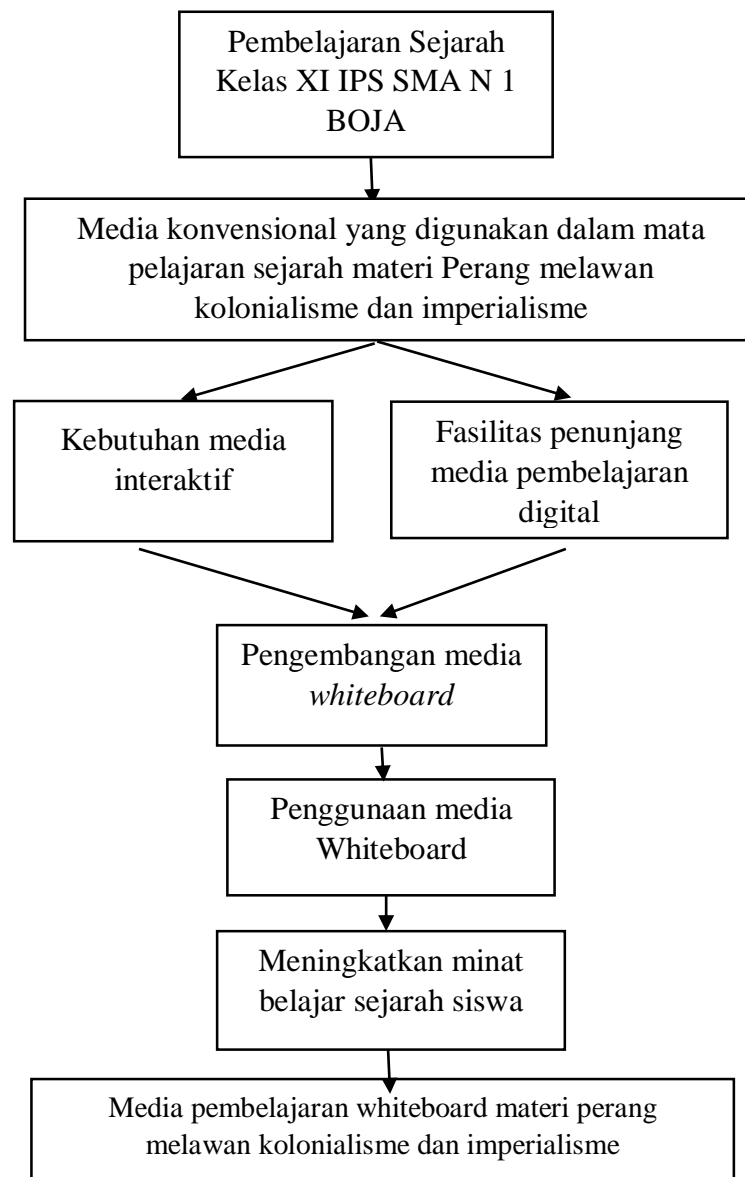 Pembelajaran Sejarah
Kelas XI IPS SMA N 1
BOJA
Media konvensional yang digunakan dalam mata
pelajaran sejarah materi Perang melawan
kolonialisme dan imperialisme
Kebutuhan media
interaktif
Fasilitas penunjang
media pembelajaran
digital
Pengembangan media
whiteboard
Penggunaan media
Whiteboard
Meningkatkan minat
belajar sejarah siswa
Media pembelajaran whiteboard materi perang
melawan kolonialisme dan imperialisme